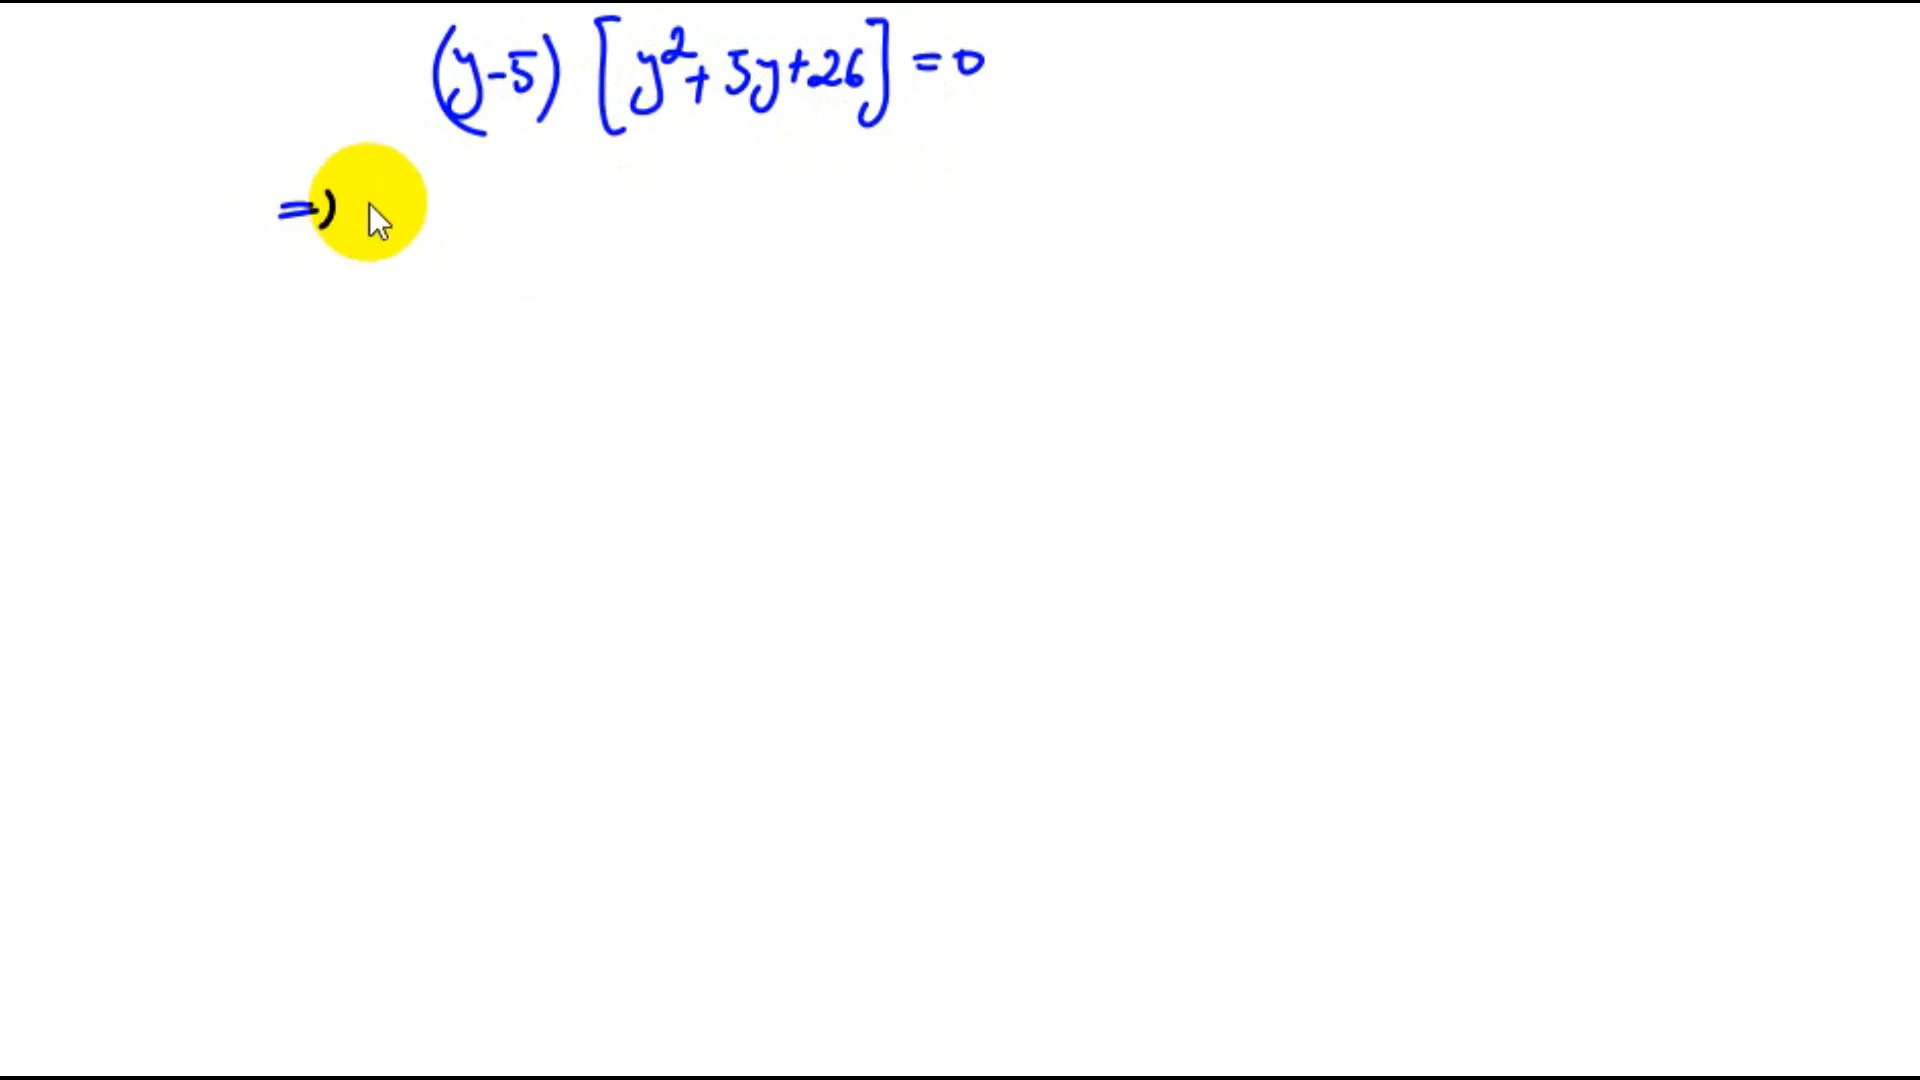 (y-5) [y²+5y+26] = 0
=>